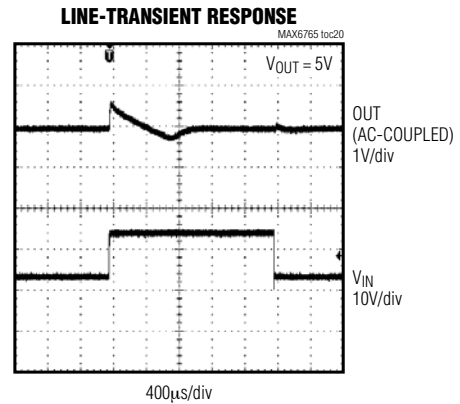 LINE-TRANSIENT RESPONSE
MAX6765 toc20
T
VOUT = 5V
OUT
(AC-COUPLED)
1V/div
VIN
10V/div
400μs/div